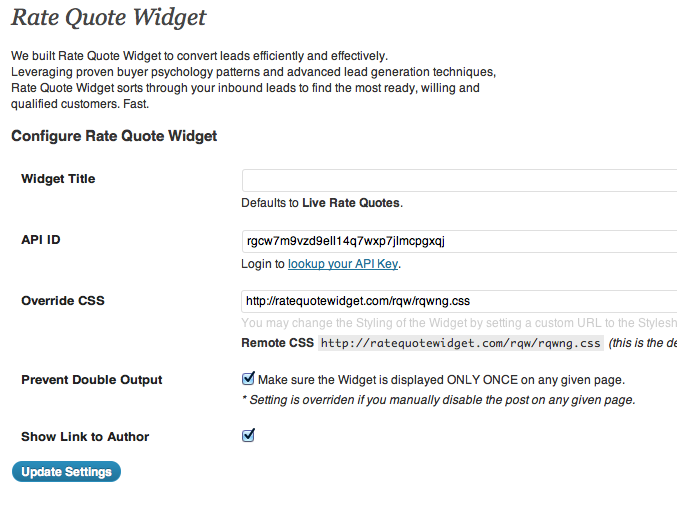 Rate Quote Widget
We built Rate Quote Widget to convert leads efficiently and effectively.
Leveraging proven buyer psychology patterns and advanced lead generation techniques,
Rate Quote Widget sorts through your inbound leads to find the most ready, willing and
qualified customers. Fast.
Configure Rate Quote Widget
Widget Title
Defaults to Live Rate Quotes.
API ID
rgcw7m9vzd9ell14q7wxp7jlmcpgxqj
Login to lookup your API Key.
Override CSS
http://ratequotewidget.com/rqw/rqwng.css
You may change the Styling of the Widget by setting a custom URL to the Stylesh
Remote CSS http://ratequotewidget.com/rqw/rqwng.css (this is the de
Prevent Double Output
Make sure the Widget is displayed ONLY ONCE on any given page.
* Setting is overriden if you manually disable the post on any given page.
Show Link to Author
Update Settings